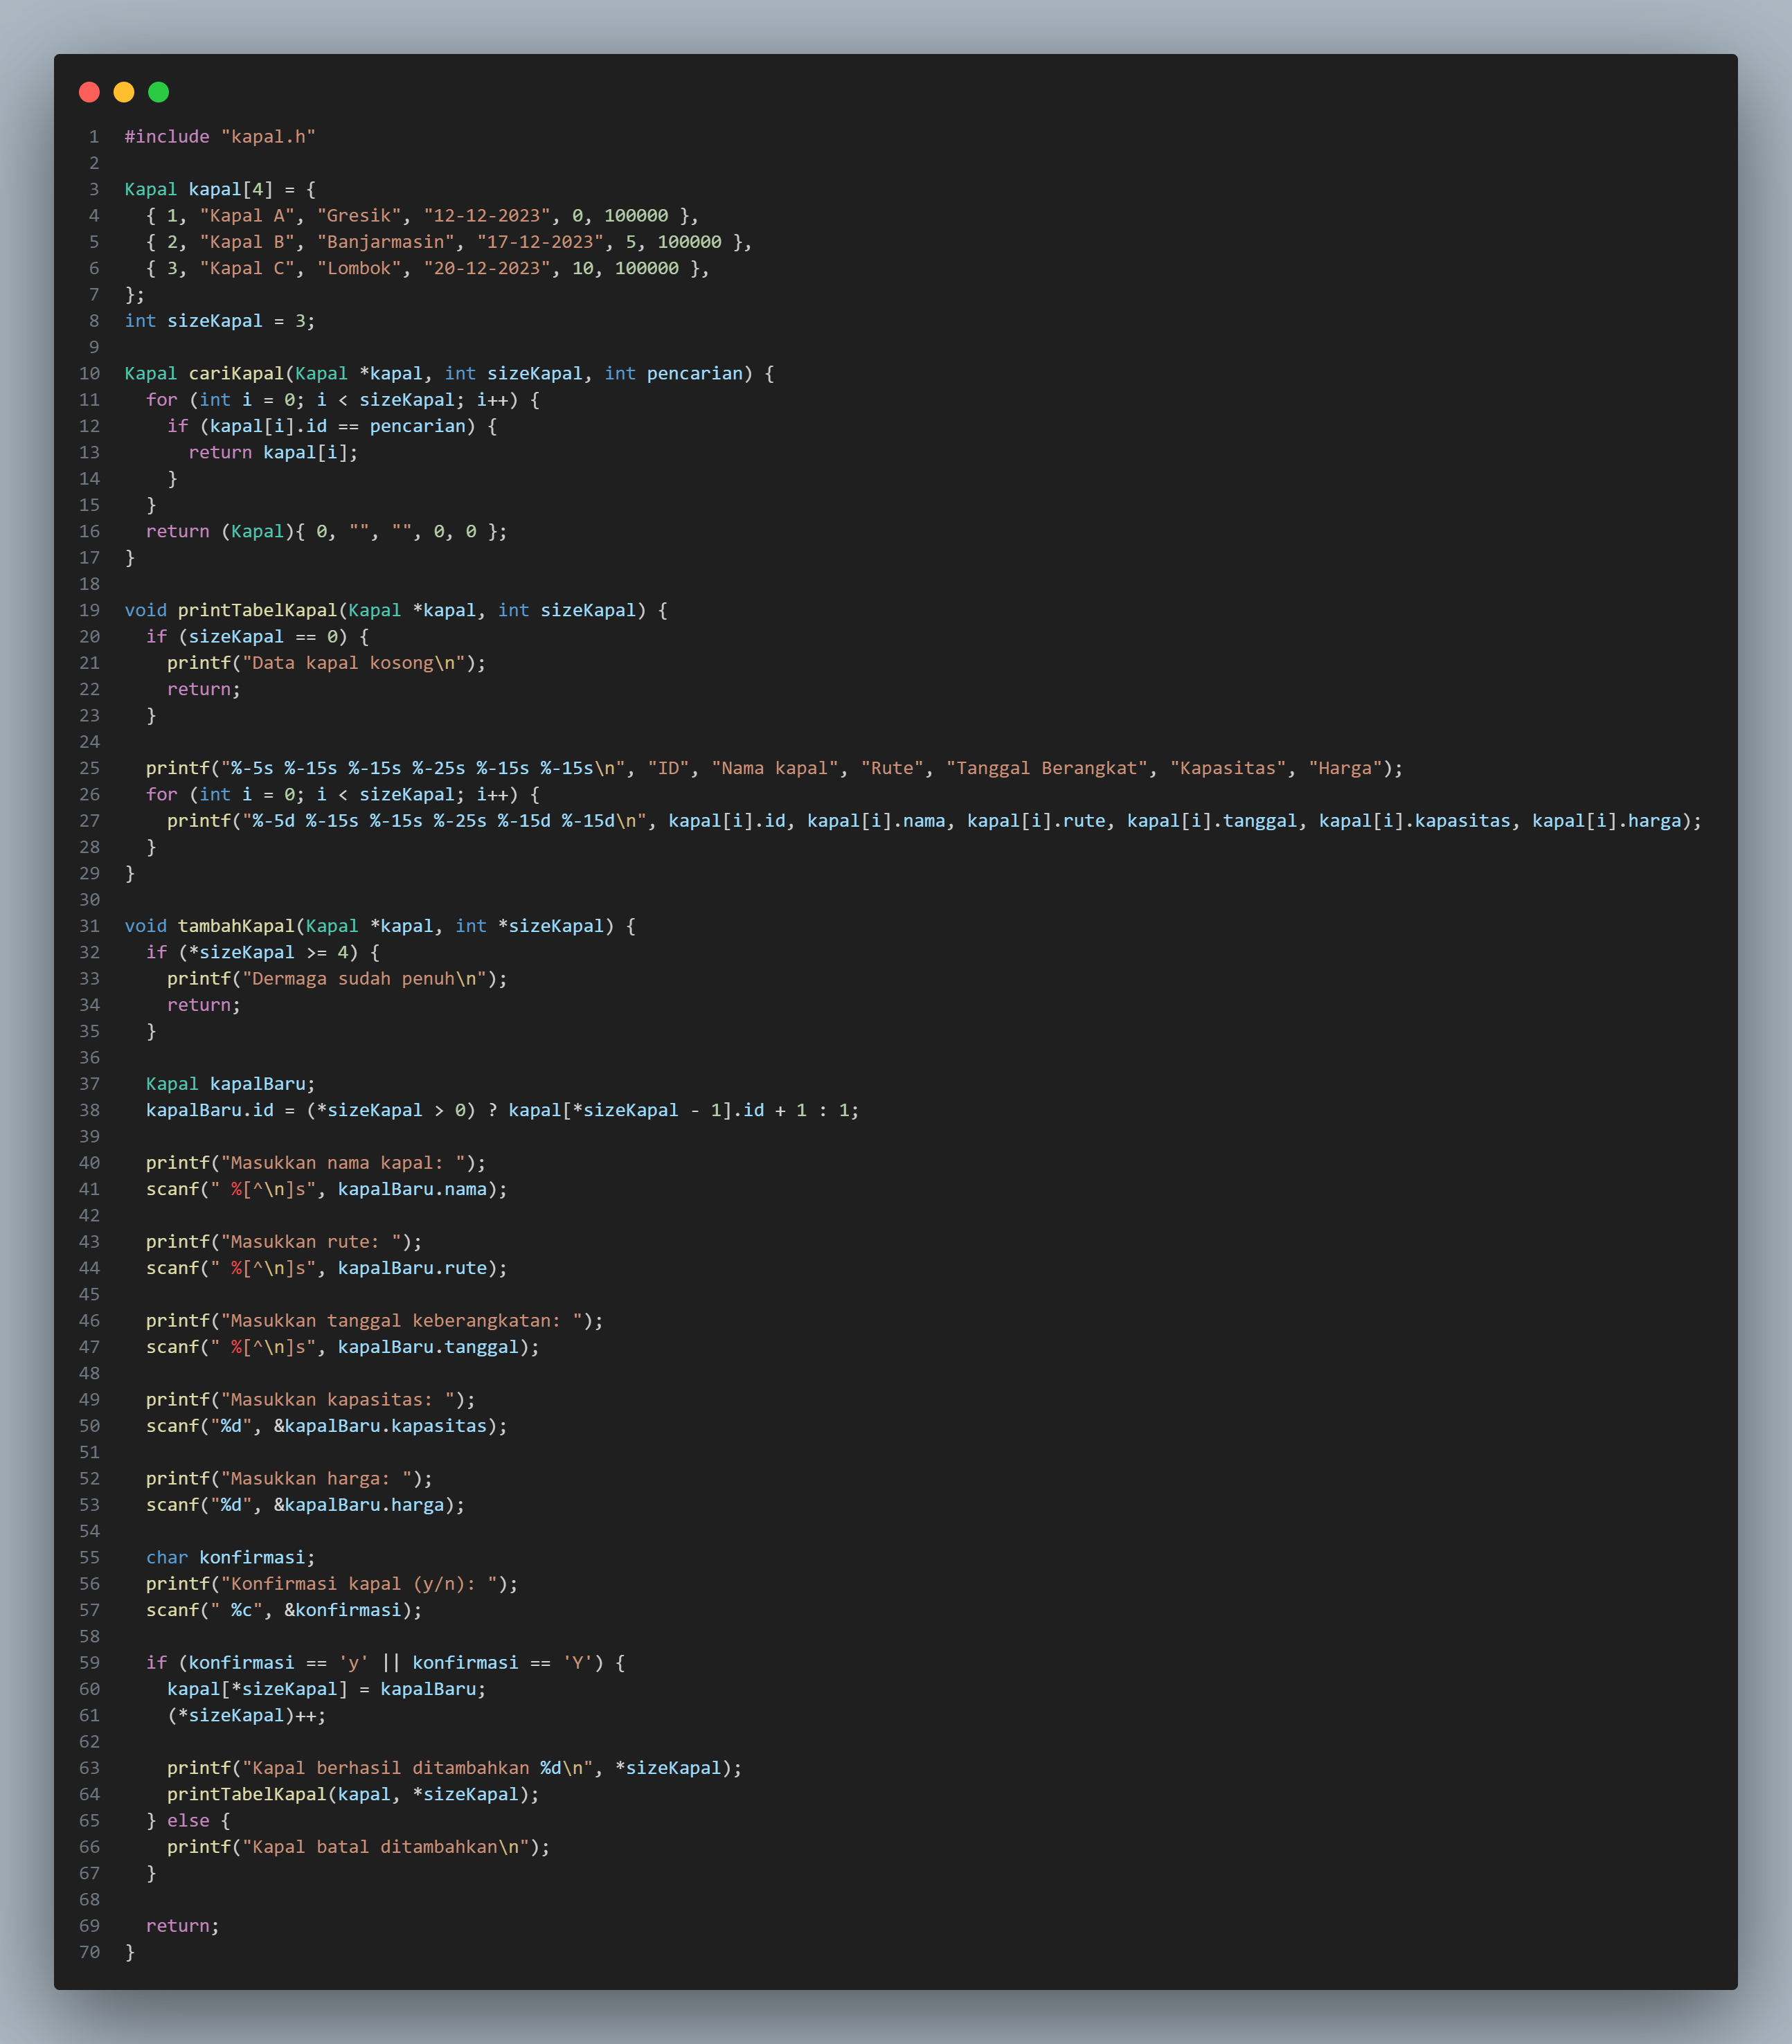 1 #include "kapal.h"
2
3 Kapal kapal[4] = {
4   { 1, "Kapal A", "Gresik", "12-12-2023", 0, 100000 },
5   { 2, "Kapal B", "Banjarmasin", "17-12-2023", 5, 100000 },
6   { 3, "Kapal C", "Lombok", "20-12-2023", 10, 100000 },
7 };
8 int sizeKapal = 3;
9
10 Kapal cariKapal(Kapal *kapal, int sizeKapal, int pencarian) {
11   for (int i = 0; i < sizeKapal; i++) {
12     if (kapal[i].id == pencarian) {
13       return kapal[i];
14     }
15   }
16   return (Kapal){ 0, "", "", 0, 0 };
17 }
18
19 void printTabelKapal(Kapal *kapal, int sizeKapal) {
20   if (sizeKapal == 0) {
21     printf("Data kapal kosong\n");
22     return;
23   }
24
25   printf("%-5s %-15s %-15s %-25s %-15s %-15s\n", "ID", "Nama kapal", "Rute", "Tanggal Berangkat", "Kapasitas", "Harga");
26   for (int i = 0; i < sizeKapal; i++) {
27     printf("%-5d %-15s %-15s %-25s %-15d %-15d\n", kapal[i].id, kapal[i].nama, kapal[i].rute, kapal[i].tanggal, kapal[i].kapasitas, kapal[i].harga);
28   }
29 }
30
31 void tambahKapal(Kapal *kapal, int *sizeKapal) {
32   if (*sizeKapal >= 4) {
33     printf("Dermaga sudah penuh\n");
34     return;
35   }
36
37   Kapal kapalBaru;
38   kapalBaru.id = (*sizeKapal > 0) ? kapal[*sizeKapal - 1].id + 1 : 1;
39
40   printf("Masukkan nama kapal: ");
41   scanf(" %[^\n]s", kapalBaru.nama);
42
43   printf("Masukkan rute: ");
44   scanf(" %[^\n]s", kapalBaru.rute);
45
46   printf("Masukkan tanggal keberangkatan: ");
47   scanf(" %[^\n]s", kapalBaru.tanggal);
48
49   printf("Masukkan kapasitas: ");
50   scanf("%d", &kapalBaru.kapasitas);
51
52   printf("Masukkan harga: ");
53   scanf("%d", &kapalBaru.harga);
54
55   char konfirmasi;
56   printf("Konfirmasi kapal (y/n): ");
57   scanf(" %c", &konfirmasi);
58
59   if (konfirmasi == 'y' || konfirmasi == 'Y') {
60     kapal[*sizeKapal] = kapalBaru;
61     (*sizeKapal)++;
62
63     printf("Kapal berhasil ditambahkan %d\n", *sizeKapal);
64     printTabelKapal(kapal, *sizeKapal);
65   } else {
66     printf("Kapal batal ditambahkan\n");
67   }
68
69   return;
70 }